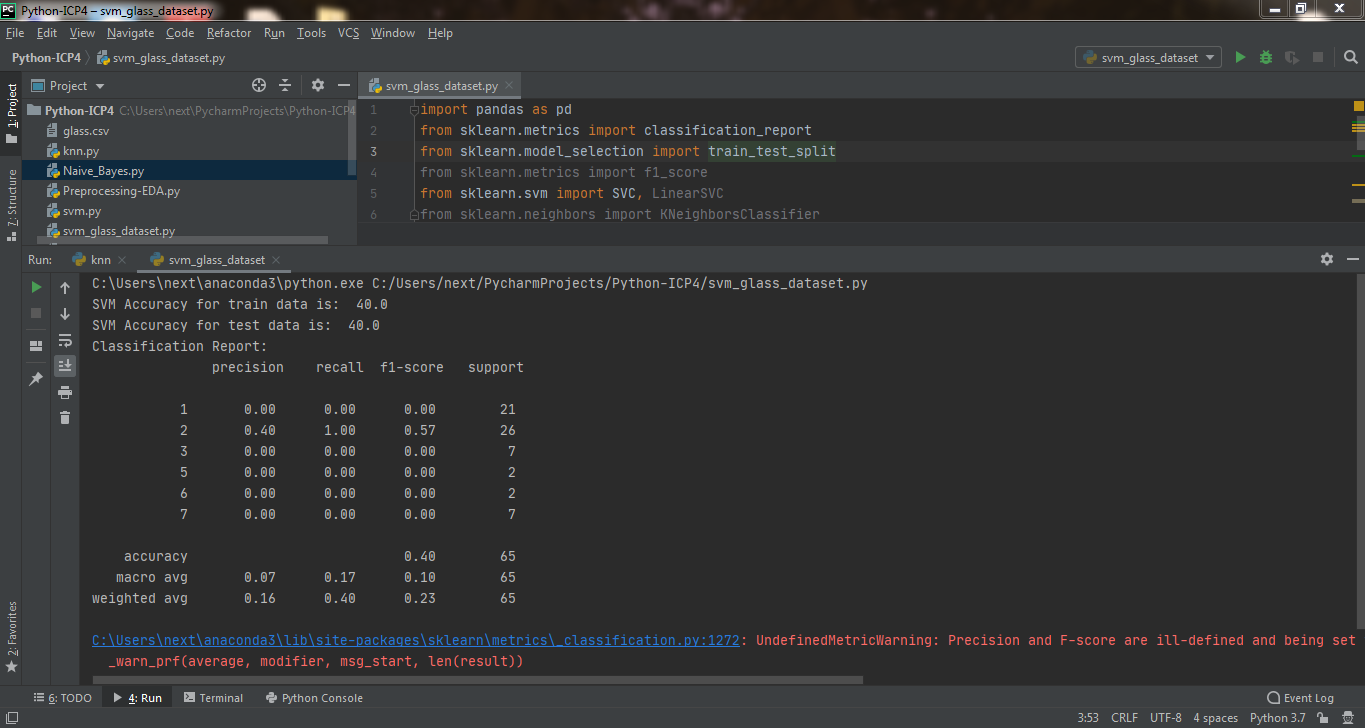 PC Python-ICP4 – svm_glass_dataset.py
File Edit View Navigate Code Refactor Run Tools VCS Window Help
Python-ICP4 svm_glass_dataset.py svm_glass_dataset
1: Project
7: Structure
2: Favorites
Project
Python-ICP4 C:\Users\next\PycharmProjects\Python-ICP4
glass.csv
knn.py
Naive_Bayes.py
Preprocessing-EDA.py
svm.py
svm_glass_dataset.py
svm_glass_dataset.py
1 import pandas as pd
2 from sklearn.metrics import classification_report
3 from sklearn.model_selection import train_test_split
4 from sklearn.metrics import f1_score
5 from sklearn.svm import SVC, LinearSVC
6 from sklearn.neighbors import KNeighborsClassifier
Run: knn svm_glass_dataset
C:\Users\next\anaconda3\python.exe C:/Users/next/PycharmProjects/Python-ICP4/svm_glass_dataset.py
SVM Accuracy for train data is:  40.0
SVM Accuracy for test data is:  40.0
Classification Report:
precision recall f1-score support
1 0.00 0.00 0.00 21
2 0.40 1.00 0.57 26
3 0.00 0.00 0.00 7
5 0.00 0.00 0.00 2
6 0.00 0.00 0.00 2
7 0.00 0.00 0.00 7
accuracy 0.40 65
macro avg 0.07 0.17 0.10 65
weighted avg 0.16 0.40 0.23 65
C:\Users\next\anaconda3\lib\site-packages\sklearn\metrics\_classification.py:1272: UndefinedMetricWarning: Precision and F-score are ill-defined and being set
_warn_prf(average, modifier, msg_start, len(result))
6: TODO 4: Run Terminal Python Console Event Log
3:53 CRLF UTF-8 4 spaces Python 3.7